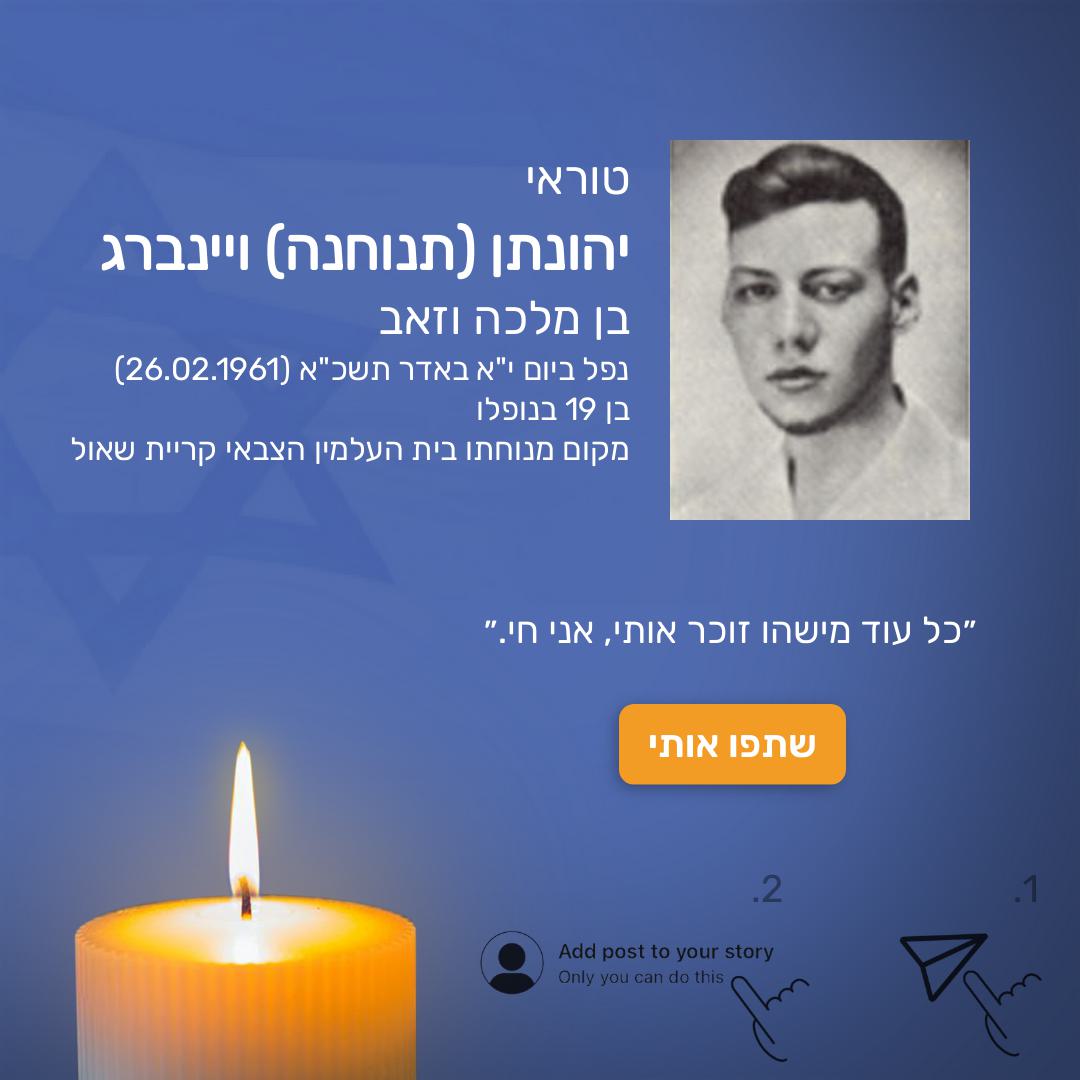 טוראי
יהונתן (תנוחנה) ויינברג
בן מלכה וזאב
נפל ביום י"א באדר תשכ"א (26.02.1961)
בן 19 בנופלו
מקום מנוחתו בית העלמין הצבאי קריית שאול
״כל עוד מישהו זוכר אותי, אני חי.״
שתפו אותי
.1
.2
Add post to your story
Only you can do this